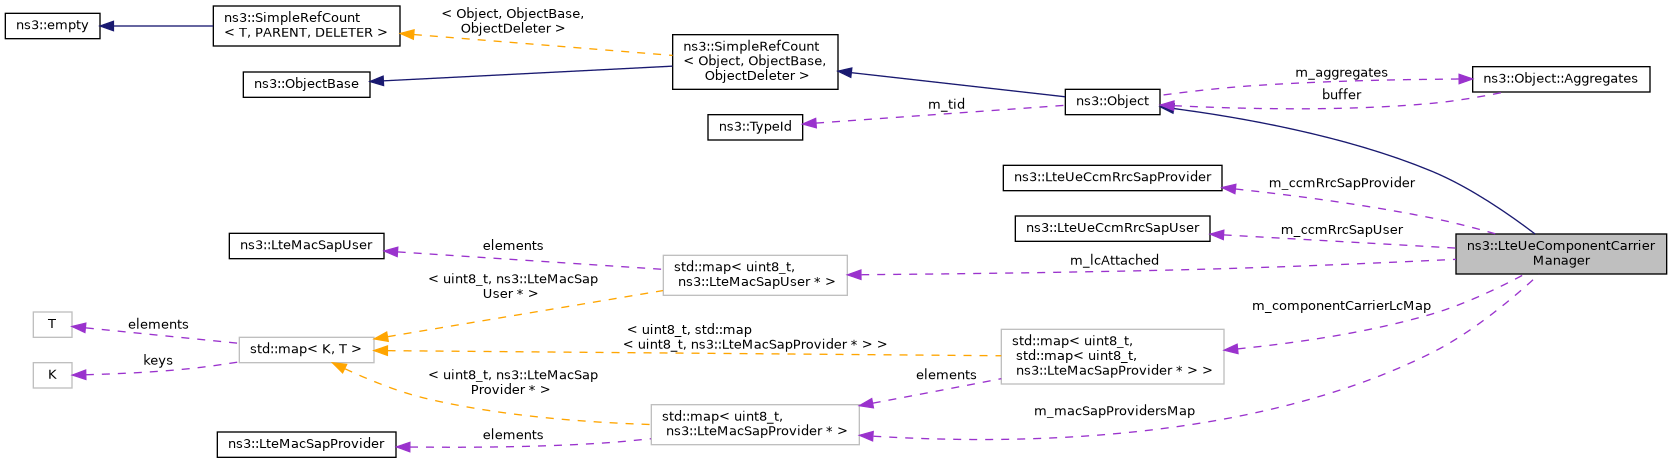 ns3::empty
ns3::SimpleRefCount
< T, PARENT, DELETER >
< Object, ObjectBase,
ObjectDeleter >
ns3::ObjectBase
ns3::SimpleRefCount
< Object, ObjectBase,
ObjectDeleter >
ns3::TypeId
m_tid
ns3::Object
m_aggregates
buffer
ns3::Object::Aggregates
ns3::LteUeCcmRrcSapProvider
m_ccmRrcSapProvider
ns3::LteUeCcmRrcSapUser
m_ccmRrcSapUser
ns3::LteUeComponentCarrier
Manager
ns3::LteMacSapUser
elements
std::map< uint8_t,
ns3::LteMacSapUser * >
m_lcAttached
< uint8_t, ns3::LteMacSap
User * >
T
elements
K
keys
std::map< K, T >
< uint8_t, std::map
< uint8_t, ns3::LteMacSapProvider * > >
std::map< uint8_t,
std::map< uint8_t,
ns3::LteMacSapProvider * > >
m_componentCarrierLcMap
< uint8_t, ns3::LteMacSap
Provider * >
elements
std::map< uint8_t,
ns3::LteMacSapProvider * >
m_macSapProvidersMap
ns3::LteMacSapProvider
elements